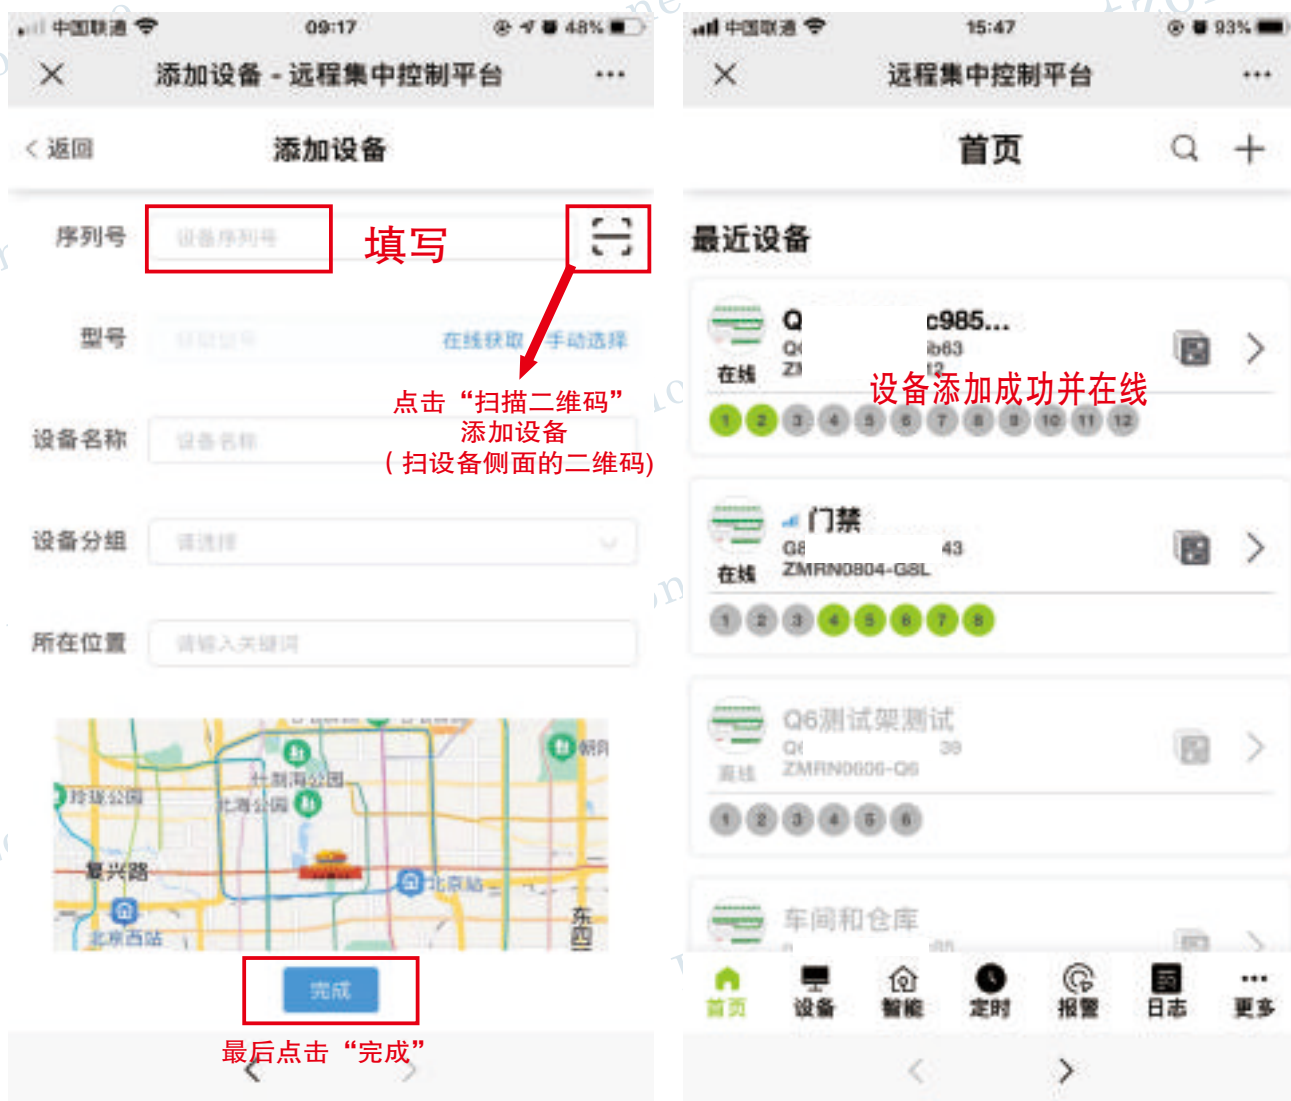 中国联通
09:17
48%
添加设备 - 远程集中控制平台
返回
添加设备
序列号
设备序列号
填写
型号
在线获取
手动选择
点击“扫描二维码”
添加设备
(扫设备侧面的二维码)
设备名称
设备名称
设备分组
请选择
所在位置
请输入关键词
什刹海公园
北海公园
玲珑公园
朝阳
复兴路
北京站
北京西站
东四
完成
最后点击“完成”
中国联通
15:47
93%
远程集中控制平台
首页
最近设备
Q
c985...
b63
在线
设备添加成功并在线
1 2 3 4 5 6 7 8 9 10 11 12
门禁
G8
43
在线
ZMRN0804-G8L
1 2 3 4 5 6 7 8
Q6测试架测试
39
离线
ZMRN0606-Q6
1 2 3 4 5 6
车间和仓库
首页
设备
智能
定时
报警
日志
更多